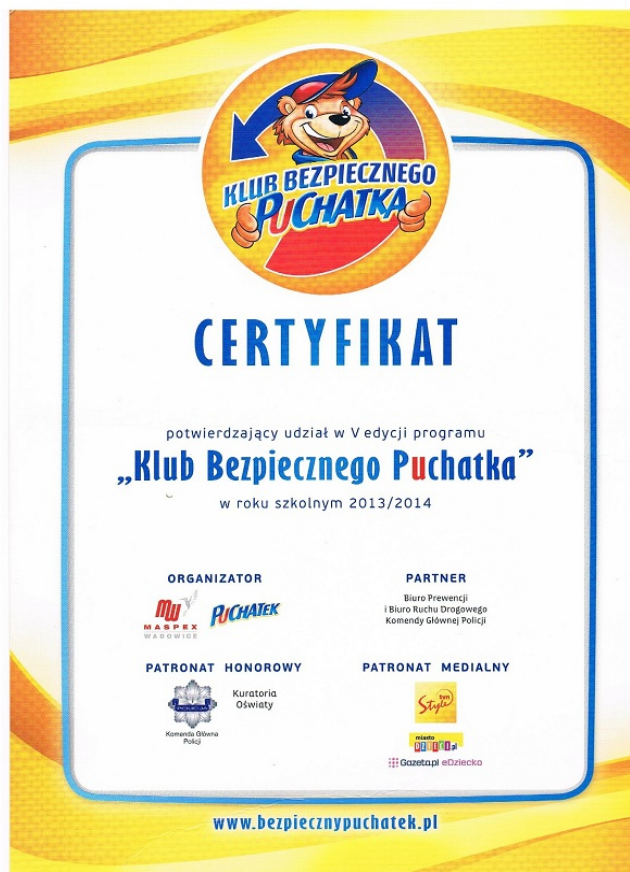 KLUB BEZPIECZNEGO
PUCHATKA
CERTYFIKAT
potwierdzający udział w V edycji programu
„Klub Bezpiecznego Puchatka”
w roku szkolnym 2013/2014
ORGANIZATOR
MW
MASPEX
WADOWICE
PUCHATEK
PARTNER
Biuro Prewencji
i Biuro Ruchu Drogowego
Komendy Głównej Policji
PATRONAT HONOROWY
POLICJA
Komenda Główna
Policji
Kuratoria
Oświaty
PATRONAT MEDIALNY
tvn
Style
miasto
DZIECI.pl
Gazeta.pl eDziecko
www.bezpiecznypuchatek.pl